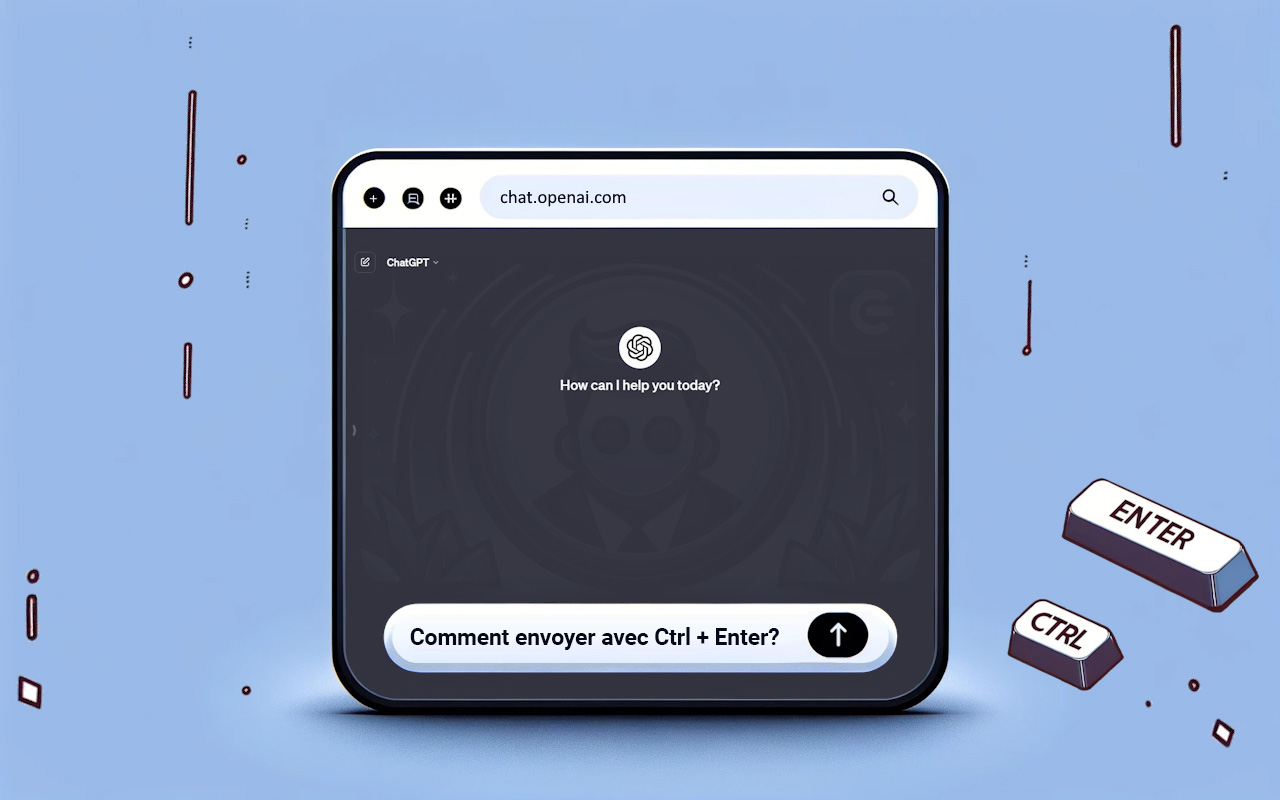 chat.openai.com
ChatGPT
How can I help you today?
Comment envoyer avec Ctrl + Enter?
ENTER
CTRL